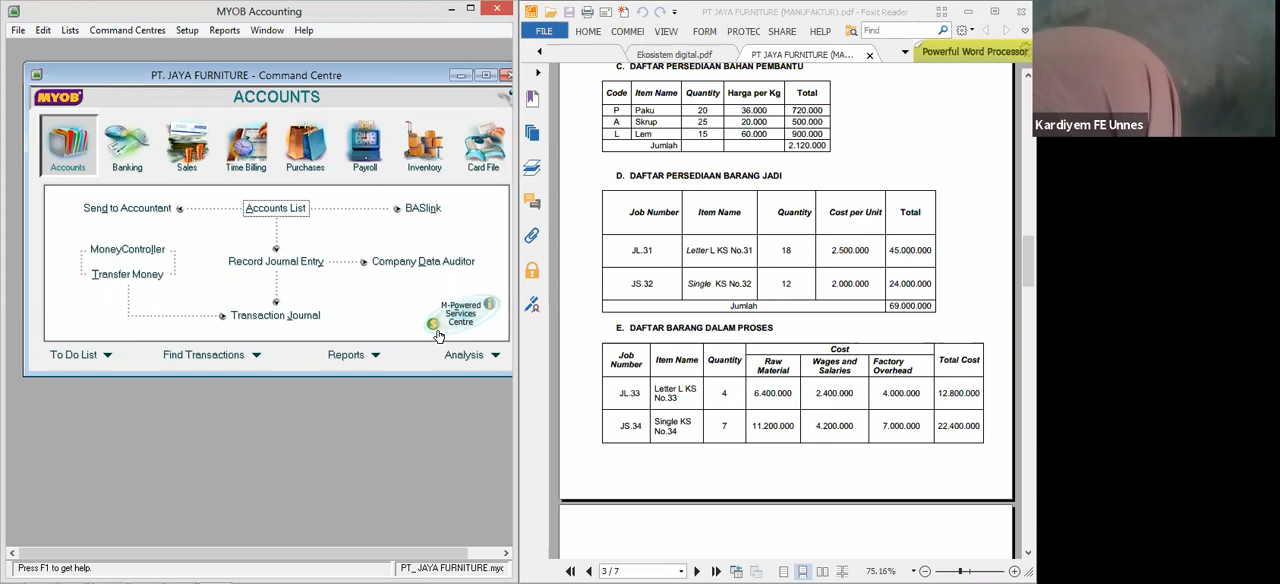 MYOB Accounting
File Edit Lists Command Centres Setup Reports Window Help
PT. JAYA FURNITURE - Command Centre
MYOB ACCOUNTS
Accounts Banking Sales Time Billing Purchases Payroll Inventory Card File
Send to Accountant Accounts List BASlink
MoneyController
Record Journal Entry Company Data Auditor
Transfer Money
M-Powered
Services
Centre
Transaction Journal
To Do List Find Transactions Reports Analysis
Press F1 to get help. PT_ JAYA FURNITURE.myc
PT JAYA FURNITURE (MANUFAKTUR).pdf - Foxit Reader
FILE HOME COMMEI VIEW FORM PROTEC SHARE HELP Find
Ekosistem digital.pdf PT JAYA FURNITURE (MA... Powerful Word Processor
C. DAFTAR PERSEDIAAN BAHAN PEMBANTU
Code Item Name Quantity Harga per Kg Total
P Paku 20 36.000 720.000
A Skrup 25 20.000 500.000
L Lem 15 60.000 900.000
Jumlah 2.120.000
D. DAFTAR PERSEDIAAN BARANG JADI
Job Number Item Name Quantity Cost per Unit Total
JL.31 Letter L KS No.31 18 2.500.000 45.000.000
JS.32 Single KS No.32 12 2.000.000 24.000.000
Jumlah 69.000.000
E. DAFTAR BARANG DALAM PROSES
Job Number Item Name Quantity Cost Total Cost
Raw Material Wages and Salaries Factory Overhead
JL.33 Letter L KS No.33 4 6.400.000 2.400.000 4.000.000 12.800.000
JS.34 Single KS No.34 7 11.200.000 4.200.000 7.000.000 22.400.000
3 / 7 75.16%
Kardiyem FE Unnes